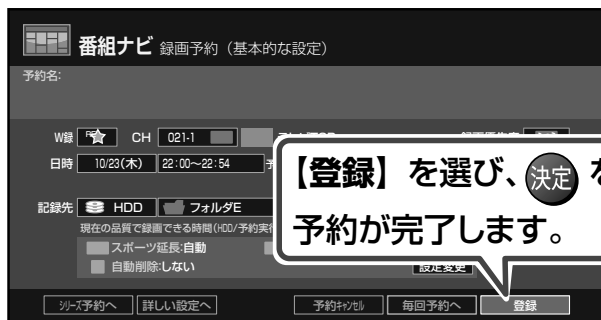 番組ナビ 録画予約（基本的な設定）
予約名:
W録 CH 021-1
日時 10/23(木) 22:00～22:54 予
【登録】を選び、決定 を
予約が完了します。
記録先 HDD フォルダE
現在の品質で録画できる時間(HDD/予約実行
スポーツ延長:自動
自動削除:しない 設定変更
シリーズ予約へ 詳しい設定へ 予約キャンセル 毎回予約へ 登録